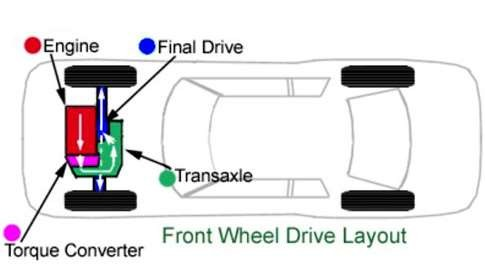 Engine
Final Drive
Transaxle
Torque Converter
Front Wheel Drive Layout